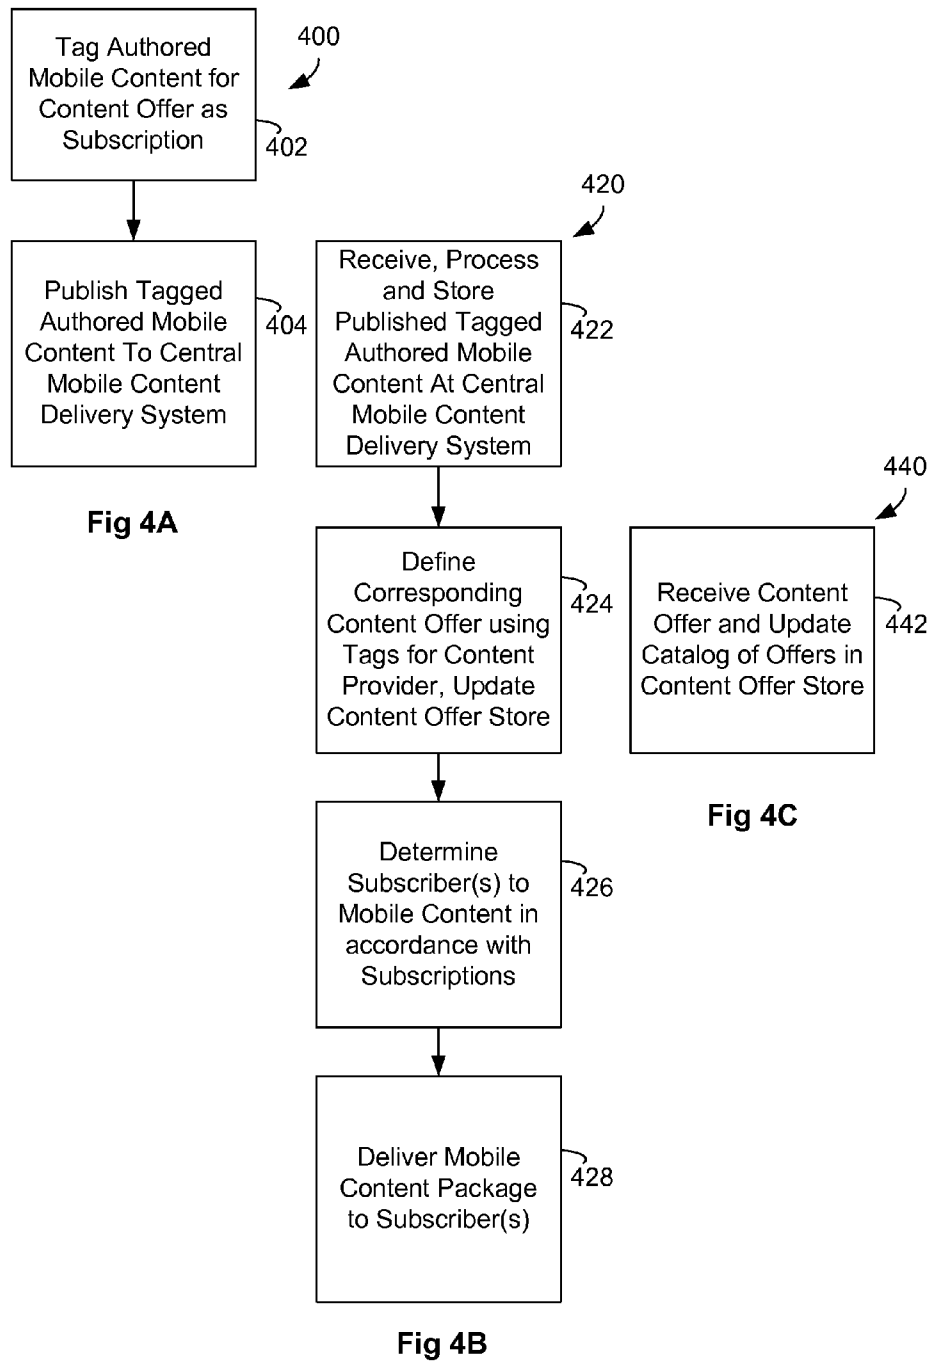 Tag Authored
Mobile Content for
Content Offer as
Subscription
400
402
Publish Tagged
Authored Mobile
Content To Central
Mobile Content
Delivery System
404
Fig 4A
420
Receive, Process
and Store
Published Tagged
Authored Mobile
Content At Central
Mobile Content
Delivery System
422
Define
Corresponding
Content Offer using
Tags for Content
Provider, Update
Content Offer Store
424
Determine
Subscriber(s) to
Mobile Content in
accordance with
Subscriptions
426
Deliver Mobile
Content Package
to Subscriber(s)
428
Fig 4B
440
Receive Content
Offer and Update
Catalog of Offers in
Content Offer Store
442
Fig 4C